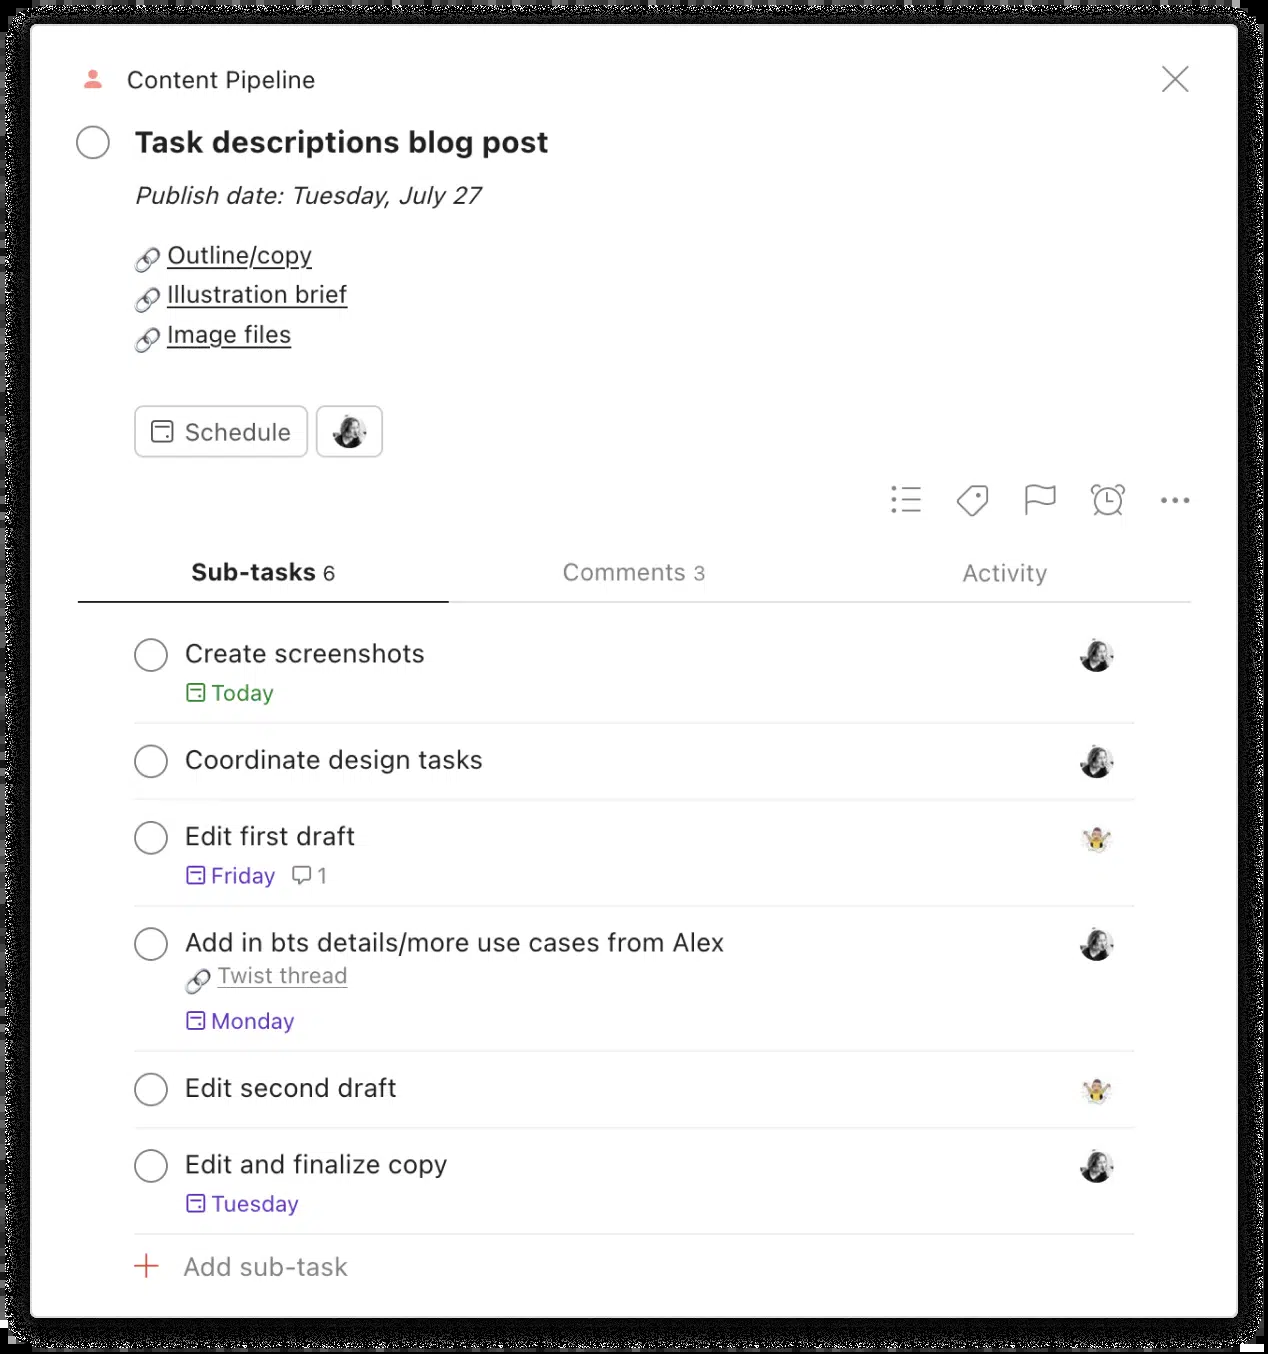 Content Pipeline
Task descriptions blog post
Publish date: Tuesday, July 27
Outline/copy
Illustration brief
Image files
Schedule
Sub-tasks 6
Comments 3
Activity
Create screenshots
Today
Coordinate design tasks
Edit first draft
Friday 1
Add in bts details/more use cases from Alex
Twist thread
Monday
Edit second draft
Edit and finalize copy
Tuesday
Add sub-task